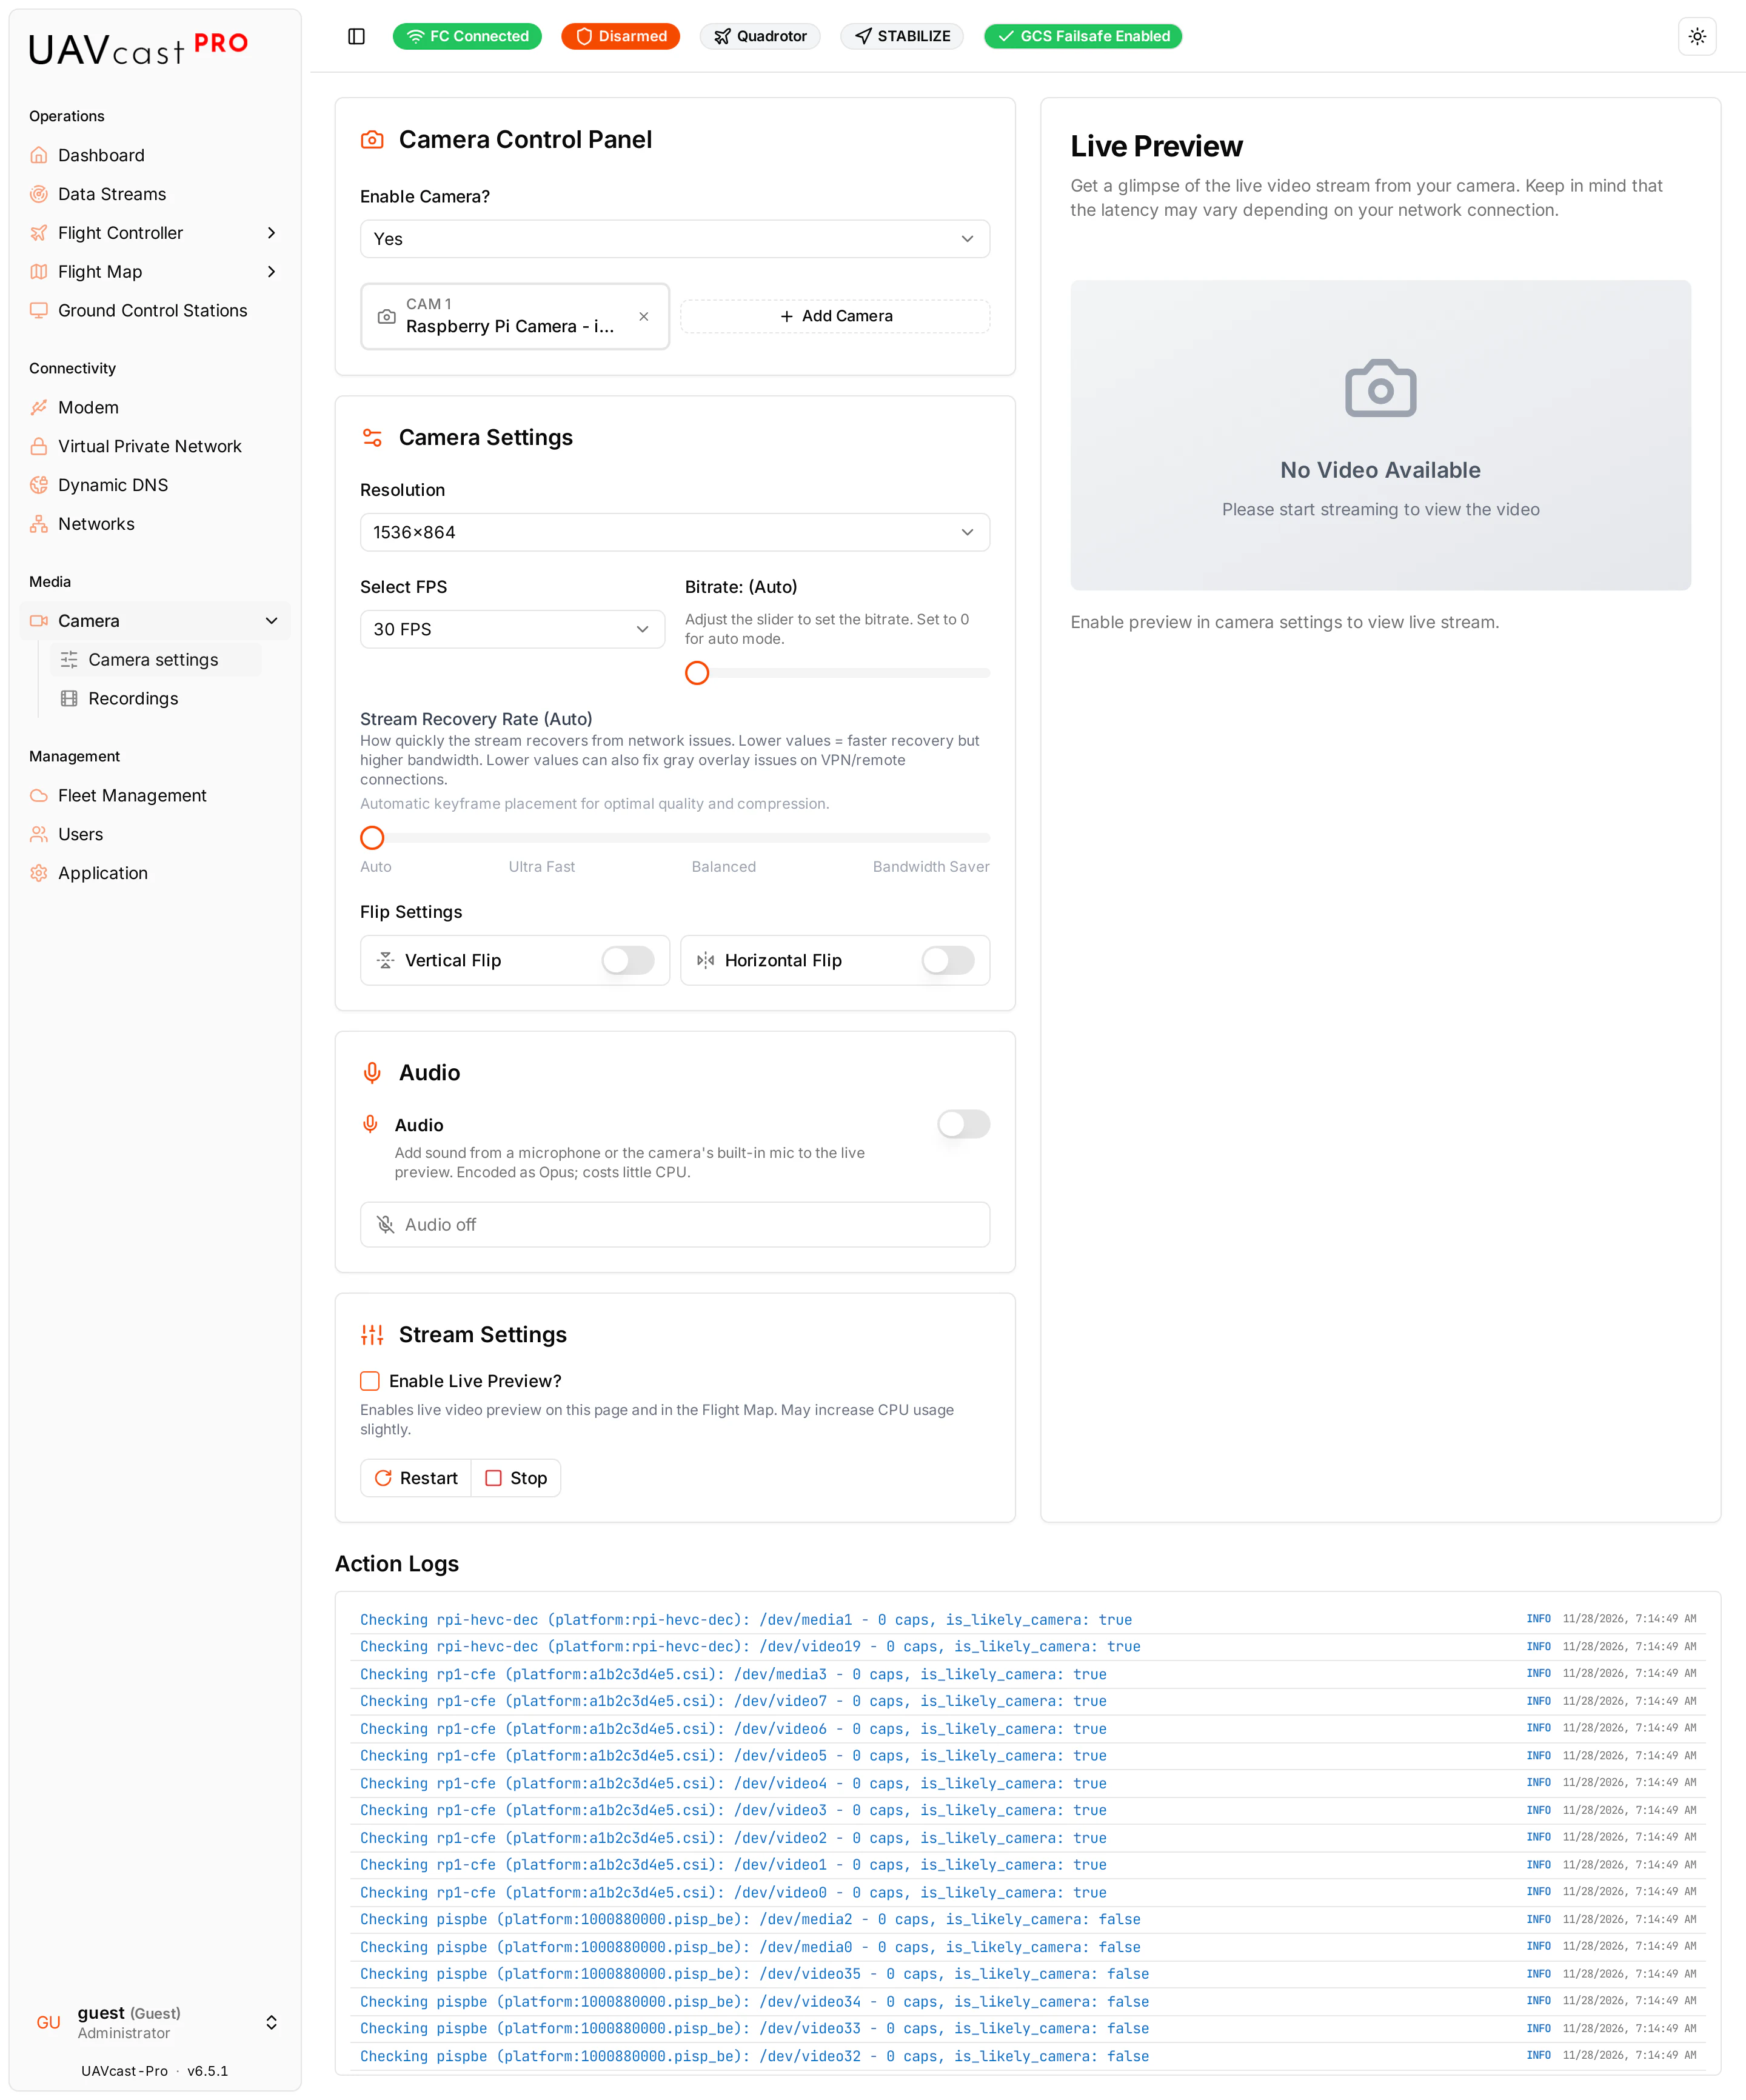 UAVcast PRO
Operations
Dashboard
Data Streams
Flight Controller
Flight Map
Ground Control Stations
Connectivity
Modem
Virtual Private Network
Dynamic DNS
Networks
Media
Camera
Camera settings
Recordings
Management
Fleet Management
Users
Application
GU
guest (Guest)
Administrator
UAVcast-Pro · v6.5.1
FC Connected
Disarmed
Quadrotor
STABILIZE
GCS Failsafe Enabled
Camera Control Panel
Enable Camera?
Yes
CAM 1
Raspberry Pi Camera - i...
Add Camera
Camera Settings
Resolution
1536×864
Select FPS
30 FPS
Bitrate: (Auto)
Adjust the slider to set the bitrate. Set to 0
for auto mode.
Stream Recovery Rate (Auto)
How quickly the stream recovers from network issues. Lower values = faster recovery but
higher bandwidth. Lower values can also fix gray overlay issues on VPN/remote
connections.
Automatic keyframe placement for optimal quality and compression.
Auto
Ultra Fast
Balanced
Bandwidth Saver
Flip Settings
Vertical Flip
Horizontal Flip
Audio
Audio
Add sound from a microphone or the camera's built-in mic to the live
preview. Encoded as Opus; costs little CPU.
Audio off
Stream Settings
Enable Live Preview?
Enables live video preview on this page and in the Flight Map. May increase CPU usage
slightly.
Restart
Stop
Live Preview
Get a glimpse of the live video stream from your camera. Keep in mind that
the latency may vary depending on your network connection.
No Video Available
Please start streaming to view the video
Enable preview in camera settings to view live stream.
Action Logs
Checking rpi-hevc-dec (platform:rpi-hevc-dec): /dev/media1 - 0 caps, is_likely_camera: true INFO 11/28/2026, 7:14:49 AM
Checking rpi-hevc-dec (platform:rpi-hevc-dec): /dev/video19 - 0 caps, is_likely_camera: true INFO 11/28/2026, 7:14:49 AM
Checking rp1-cfe (platform:a1b2c3d4e5.csi): /dev/media3 - 0 caps, is_likely_camera: true INFO 11/28/2026, 7:14:49 AM
Checking rp1-cfe (platform:a1b2c3d4e5.csi): /dev/video7 - 0 caps, is_likely_camera: true INFO 11/28/2026, 7:14:49 AM
Checking rp1-cfe (platform:a1b2c3d4e5.csi): /dev/video6 - 0 caps, is_likely_camera: true INFO 11/28/2026, 7:14:49 AM
Checking rp1-cfe (platform:a1b2c3d4e5.csi): /dev/video5 - 0 caps, is_likely_camera: true INFO 11/28/2026, 7:14:49 AM
Checking rp1-cfe (platform:a1b2c3d4e5.csi): /dev/video4 - 0 caps, is_likely_camera: true INFO 11/28/2026, 7:14:49 AM
Checking rp1-cfe (platform:a1b2c3d4e5.csi): /dev/video3 - 0 caps, is_likely_camera: true INFO 11/28/2026, 7:14:49 AM
Checking rp1-cfe (platform:a1b2c3d4e5.csi): /dev/video2 - 0 caps, is_likely_camera: true INFO 11/28/2026, 7:14:49 AM
Checking rp1-cfe (platform:a1b2c3d4e5.csi): /dev/video1 - 0 caps, is_likely_camera: true INFO 11/28/2026, 7:14:49 AM
Checking rp1-cfe (platform:a1b2c3d4e5.csi): /dev/video0 - 0 caps, is_likely_camera: true INFO 11/28/2026, 7:14:49 AM
Checking pispbe (platform:1000880000.pisp_be): /dev/media2 - 0 caps, is_likely_camera: false INFO 11/28/2026, 7:14:49 AM
Checking pispbe (platform:1000880000.pisp_be): /dev/media0 - 0 caps, is_likely_camera: false INFO 11/28/2026, 7:14:49 AM
Checking pispbe (platform:1000880000.pisp_be): /dev/video35 - 0 caps, is_likely_camera: false INFO 11/28/2026, 7:14:49 AM
Checking pispbe (platform:1000880000.pisp_be): /dev/video34 - 0 caps, is_likely_camera: false INFO 11/28/2026, 7:14:49 AM
Checking pispbe (platform:1000880000.pisp_be): /dev/video33 - 0 caps, is_likely_camera: false INFO 11/28/2026, 7:14:49 AM
Checking pispbe (platform:1000880000.pisp_be): /dev/video32 - 0 caps, is_likely_camera: false INFO 11/28/2026, 7:14:49 AM